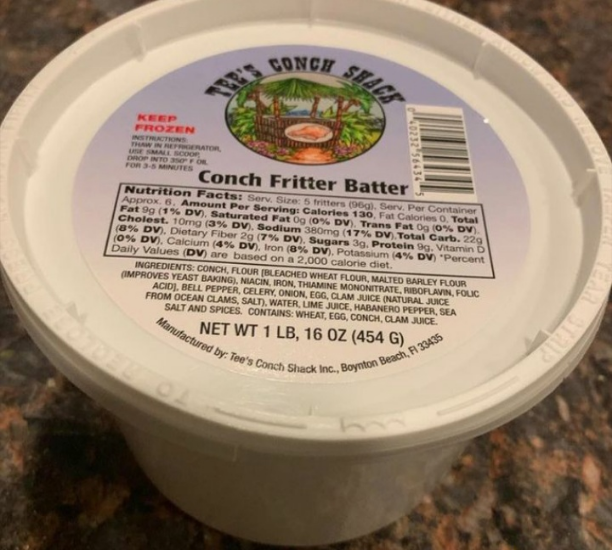 TEE'S CONCH SHACK
KEEP
FROZEN
INSTRUCTIONS:
THAW IN REFRIGERATOR,
USE SMALL SCOOP,
DROP INTO 350° F OIL
FOR 3-5 MINUTES
Conch Fritter Batter
Nutrition Facts: Serv. Size: 5 fritters (96g), Serv. Per Container
Approx. 6, Amount Per Serving: Calories 130, Fat Calories 0, Total
Fat 9g (1% DV), Saturated Fat 0g (0% DV), Trans Fat 0g (0% DV),
Cholest. 10mg (3% DV), Sodium 380mg (17% DV), Total Carb. 22g
(8% DV), Dietary Fiber 2g (7% DV), Sugars 3g, Protein 9g, Vitamin D
(0% DV), Calcium (4% DV), Iron (8% DV), Potassium (4% DV) *Percent
Daily Values (DV) are based on a 2,000 calorie diet.
INGREDIENTS: CONCH, FLOUR [BLEACHED WHEAT FLOUR, MALTED BARLEY FLOUR
(IMPROVES YEAST BAKING), NIACIN, IRON, THIAMINE MONONITRATE, RIBOFLAVIN, FOLIC
ACID], BELL PEPPER, CELERY, ONION, EGG, CLAM JUICE (NATURAL JUICE
FROM OCEAN CLAMS, SALT), WATER, LIME JUICE, HABANERO PEPPER, SEA
SALT AND SPICES. CONTAINS: WHEAT, EGG, CONCH, CLAM JUICE.
NET WT 1 LB, 16 OZ (454 G)
Manufactured by: Tee's Conch Shack Inc., Boynton Beach, Fl 33435